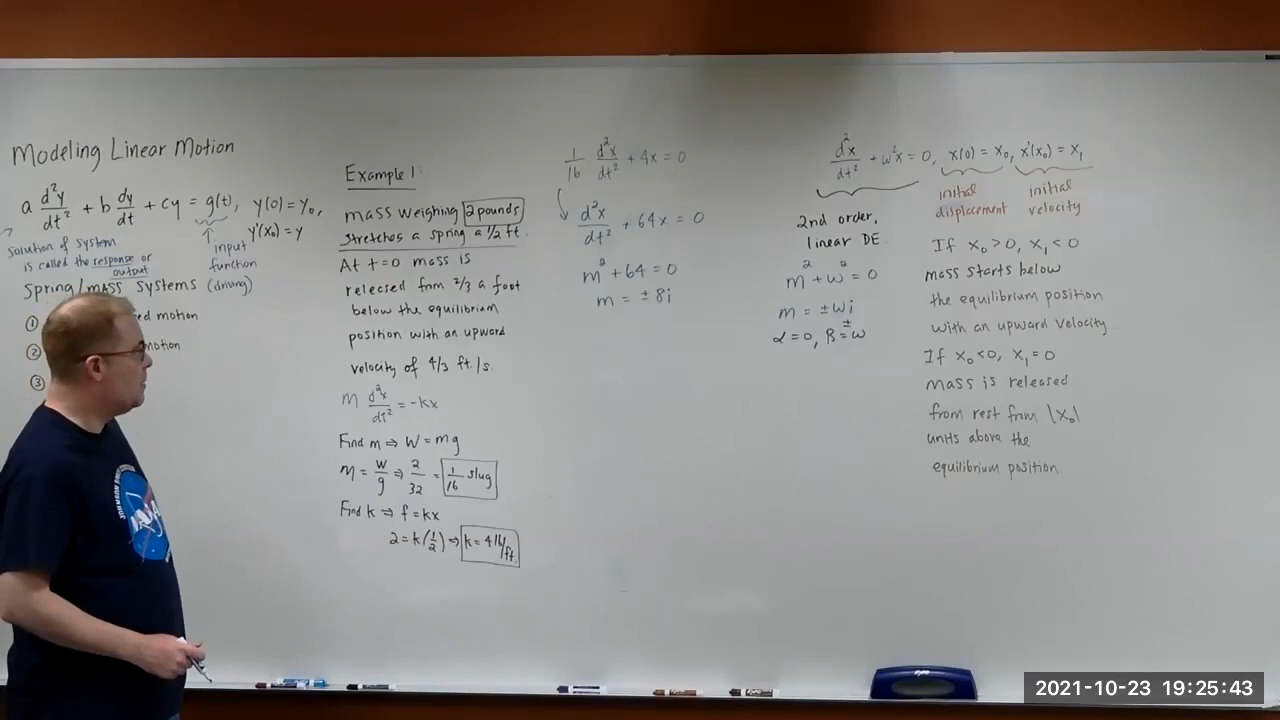 Modeling Linear Motion
a d²y/dt² + b dy/dt + cy = g(t), y(0) = y₀,
y'(x₀) = y
solution of system
is called the response or
output
input
function
(driving)
Spring/mass systems
① ed motion
② motion
③
Example 1:
mass weighing 2 pounds
stretches a spring a 1/2 ft.
At t=0 mass is
released from 2/3 a foot
below the equilibrium
position with an upward
velocity of 4/3 ft./s.
m d²x/dt² = -kx
Find m ⇒ W = mg
m = w/g ⇒ 2/32 = 1/16 slug
Find k ⇒ f = kx
2 = k(1/2) ⇒ k = 4 lb/ft.
1/16 d²x/dt² + 4x = 0
d²x/dt² + 64x = 0
m² + 64 = 0
m = ± 8i
d²x/dt² + w²x = 0, x(0) = x₀, x'(x₀) = x₁
initial
displacement
initial
velocity
2nd order,
linear DE
m² + w² = 0
m = ±wi
α = 0, β = ±w
If x₀ > 0, x₁ < 0
mass starts below
the equilibrium position
with an upward velocity.
If x₀ < 0, x₁ = 0
mass is released
from rest from |x₀|
units above the
equilibrium position.
2021-10-23 19:25:43